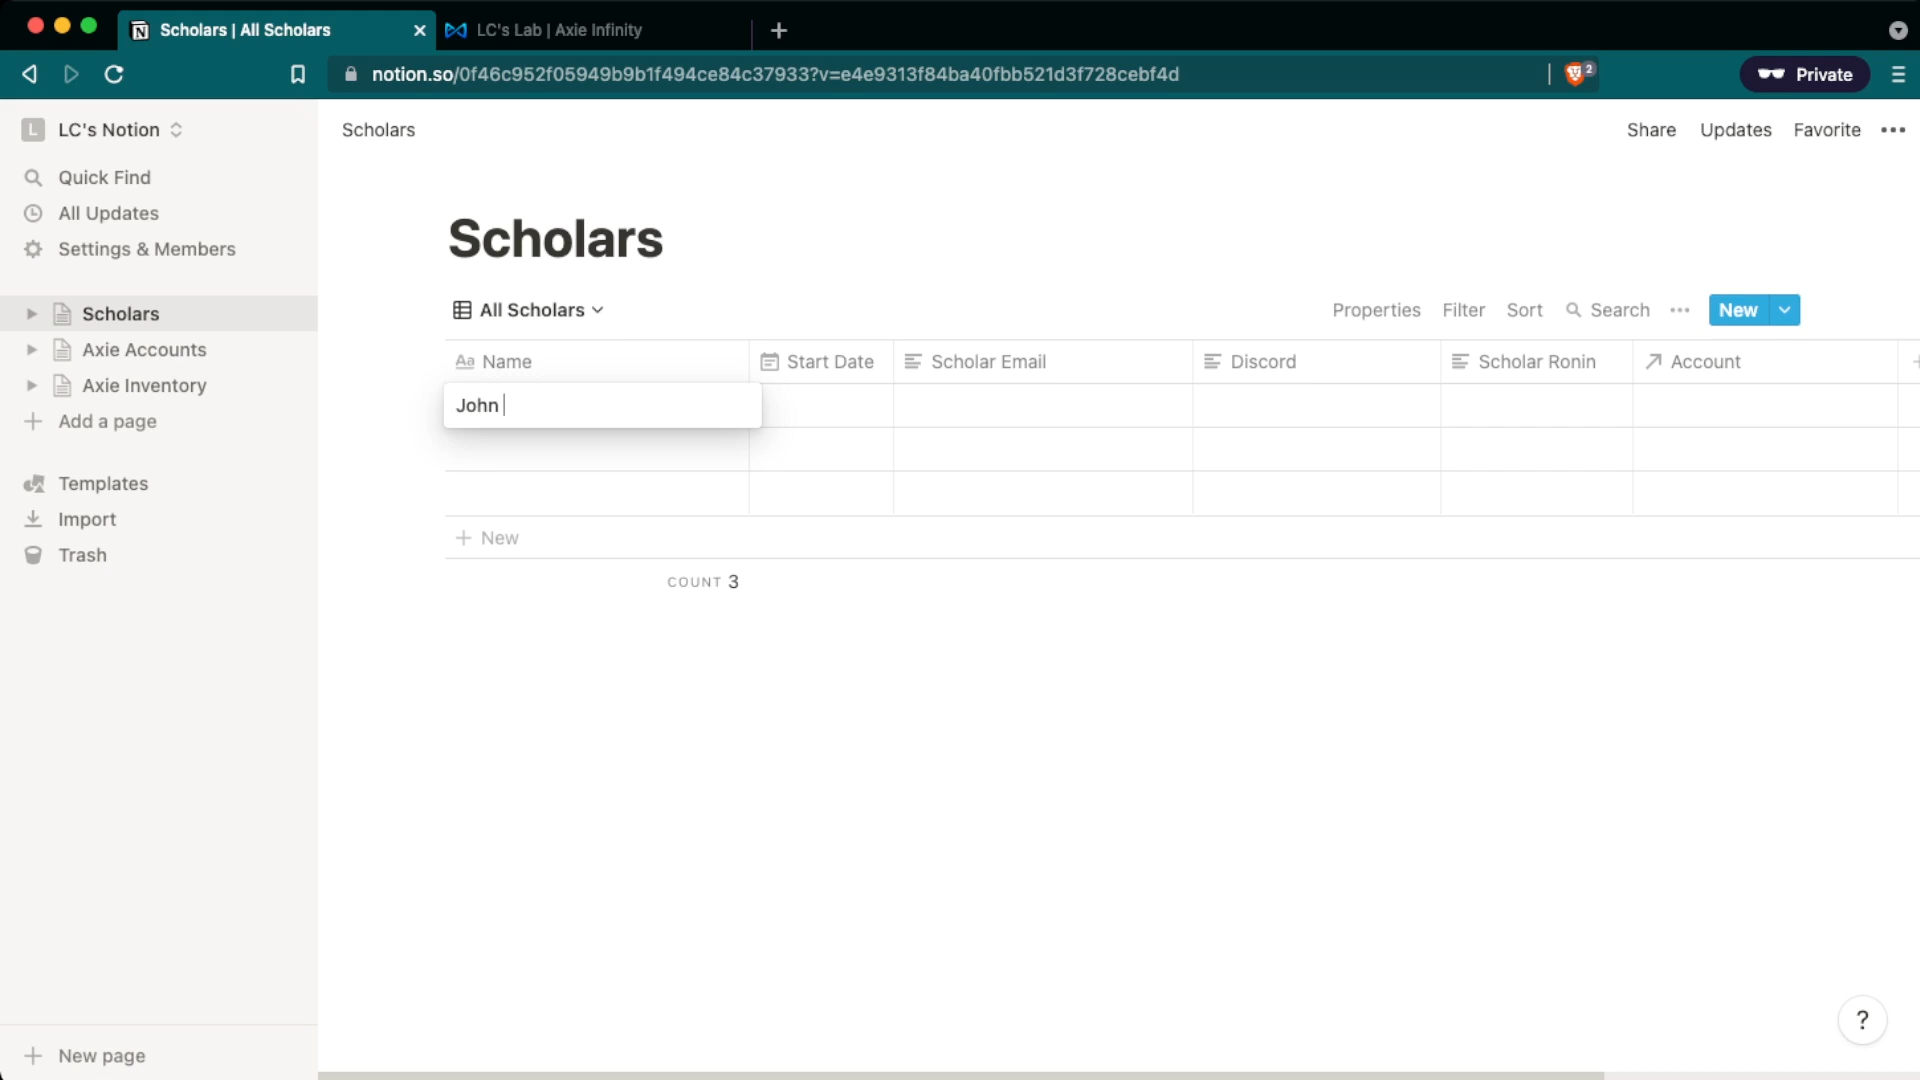 Scholars | All Scholars
LC's Lab | Axie Infinity
notion.so/0f46c952f05949b9b1f494ce84c37933?v=e4e9313f84ba40fbb521d3f728cebf4d
2
Private
L LC's Notion
Scholars
Share Updates Favorite
Quick Find
All Updates
Settings & Members
Scholars
Axie Accounts
Axie Inventory
Add a page
Templates
Import
Trash
New page
Scholars
All Scholars
Properties Filter Sort Search New
Aa Name Start Date Scholar Email Discord Scholar Ronin Account
John
New
COUNT 3
?